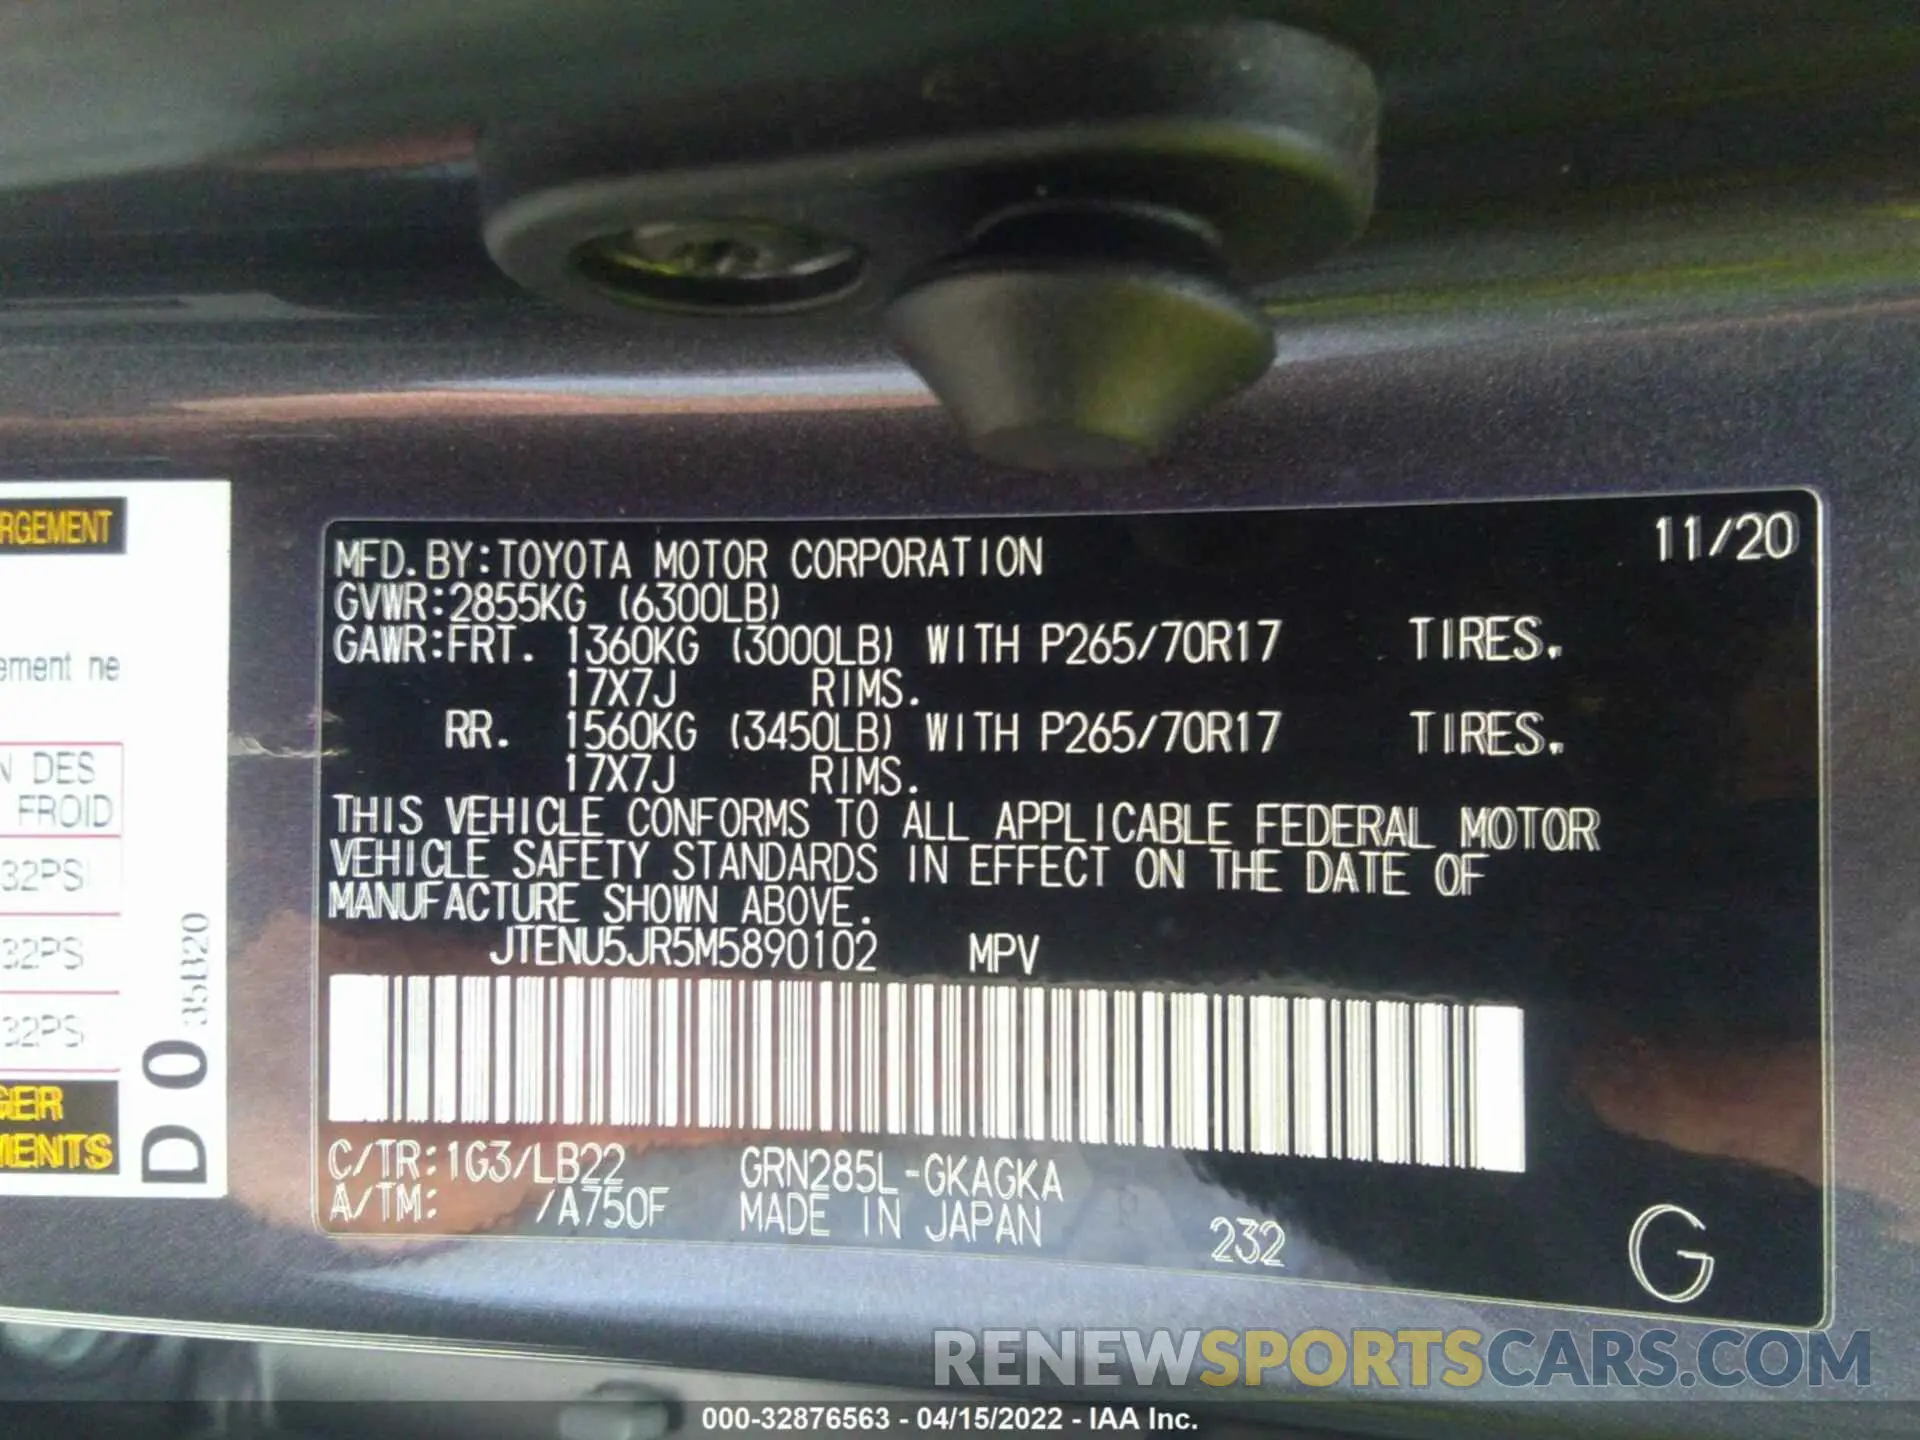 RGEMENT
ement ne
N DES
FROID
32PSI
32PS
32PS
GER
MENTS
D 0 35B20
11/20
MFD.BY:TOYOTA MOTOR CORPORATION
GVWR:2855KG (6300LB)
GAWR:FRT. 1360KG (3000LB) WITH P265/70R17 TIRES.
17X7J RIMS.
RR. 1560KG (3450LB) WITH P265/70R17 TIRES.
17X7J RIMS.
THIS VEHICLE CONFORMS TO ALL APPLICABLE FEDERAL MOTOR
VEHICLE SAFETY STANDARDS IN EFFECT ON THE DATE OF
MANUFACTURE SHOWN ABOVE.
JTENU5JR5M5890102 MPV
C/TR:1G3/LB22 GRN285L-GKAGKA
A/TM: /A750F MADE IN JAPAN 232
G
RENEWSPORTSCARS.COM
000-32876563 - 04/15/2022 - IAA Inc.